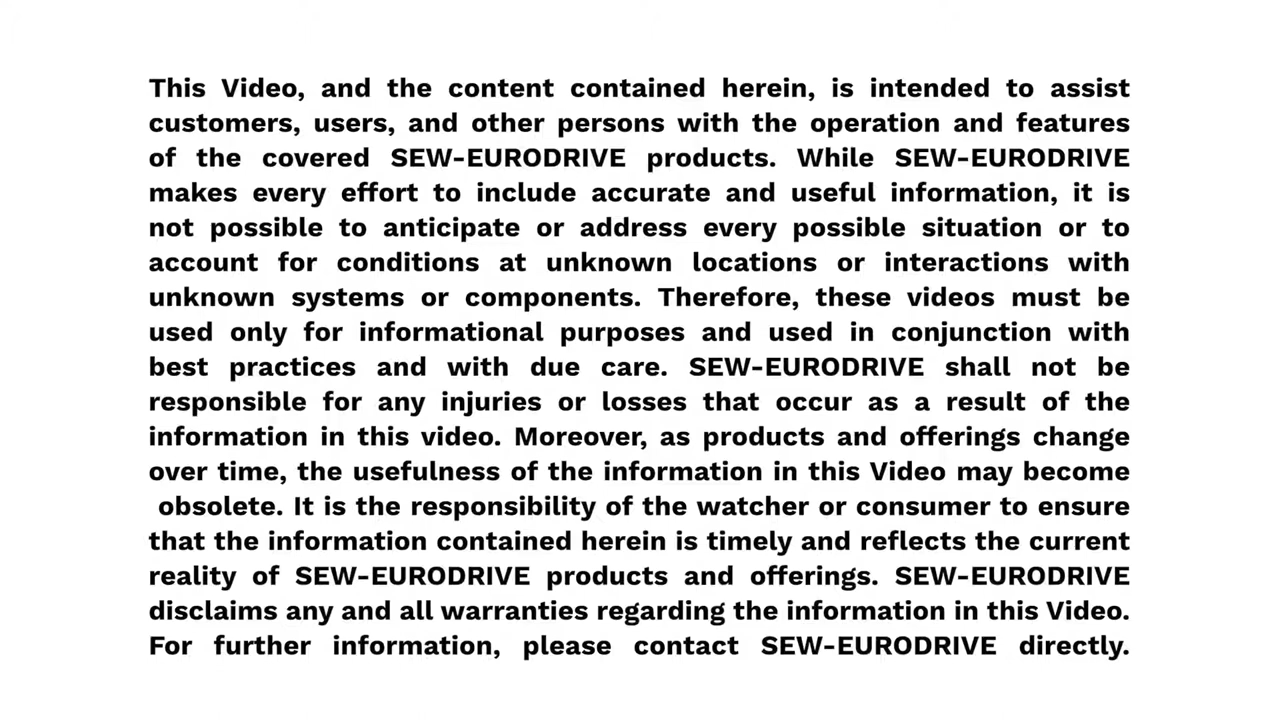 This Video, and the content contained herein, is intended to assist
customers, users, and other persons with the operation and features
of the covered SEW-EURODRIVE products. While SEW-EURODRIVE
makes every effort to include accurate and useful information, it is
not possible to anticipate or address every possible situation or to
account for conditions at unknown locations or interactions with
unknown systems or components. Therefore, these videos must be
used only for informational purposes and used in conjunction with
best practices and with due care. SEW-EURODRIVE shall not be
responsible for any injuries or losses that occur as a result of the
information in this video. Moreover, as products and offerings change
over time, the usefulness of the information in this Video may become
obsolete. It is the responsibility of the watcher or consumer to ensure
that the information contained herein is timely and reflects the current
reality of SEW-EURODRIVE products and offerings. SEW-EURODRIVE
disclaims any and all warranties regarding the information in this Video.
For further information, please contact SEW-EURODRIVE directly.